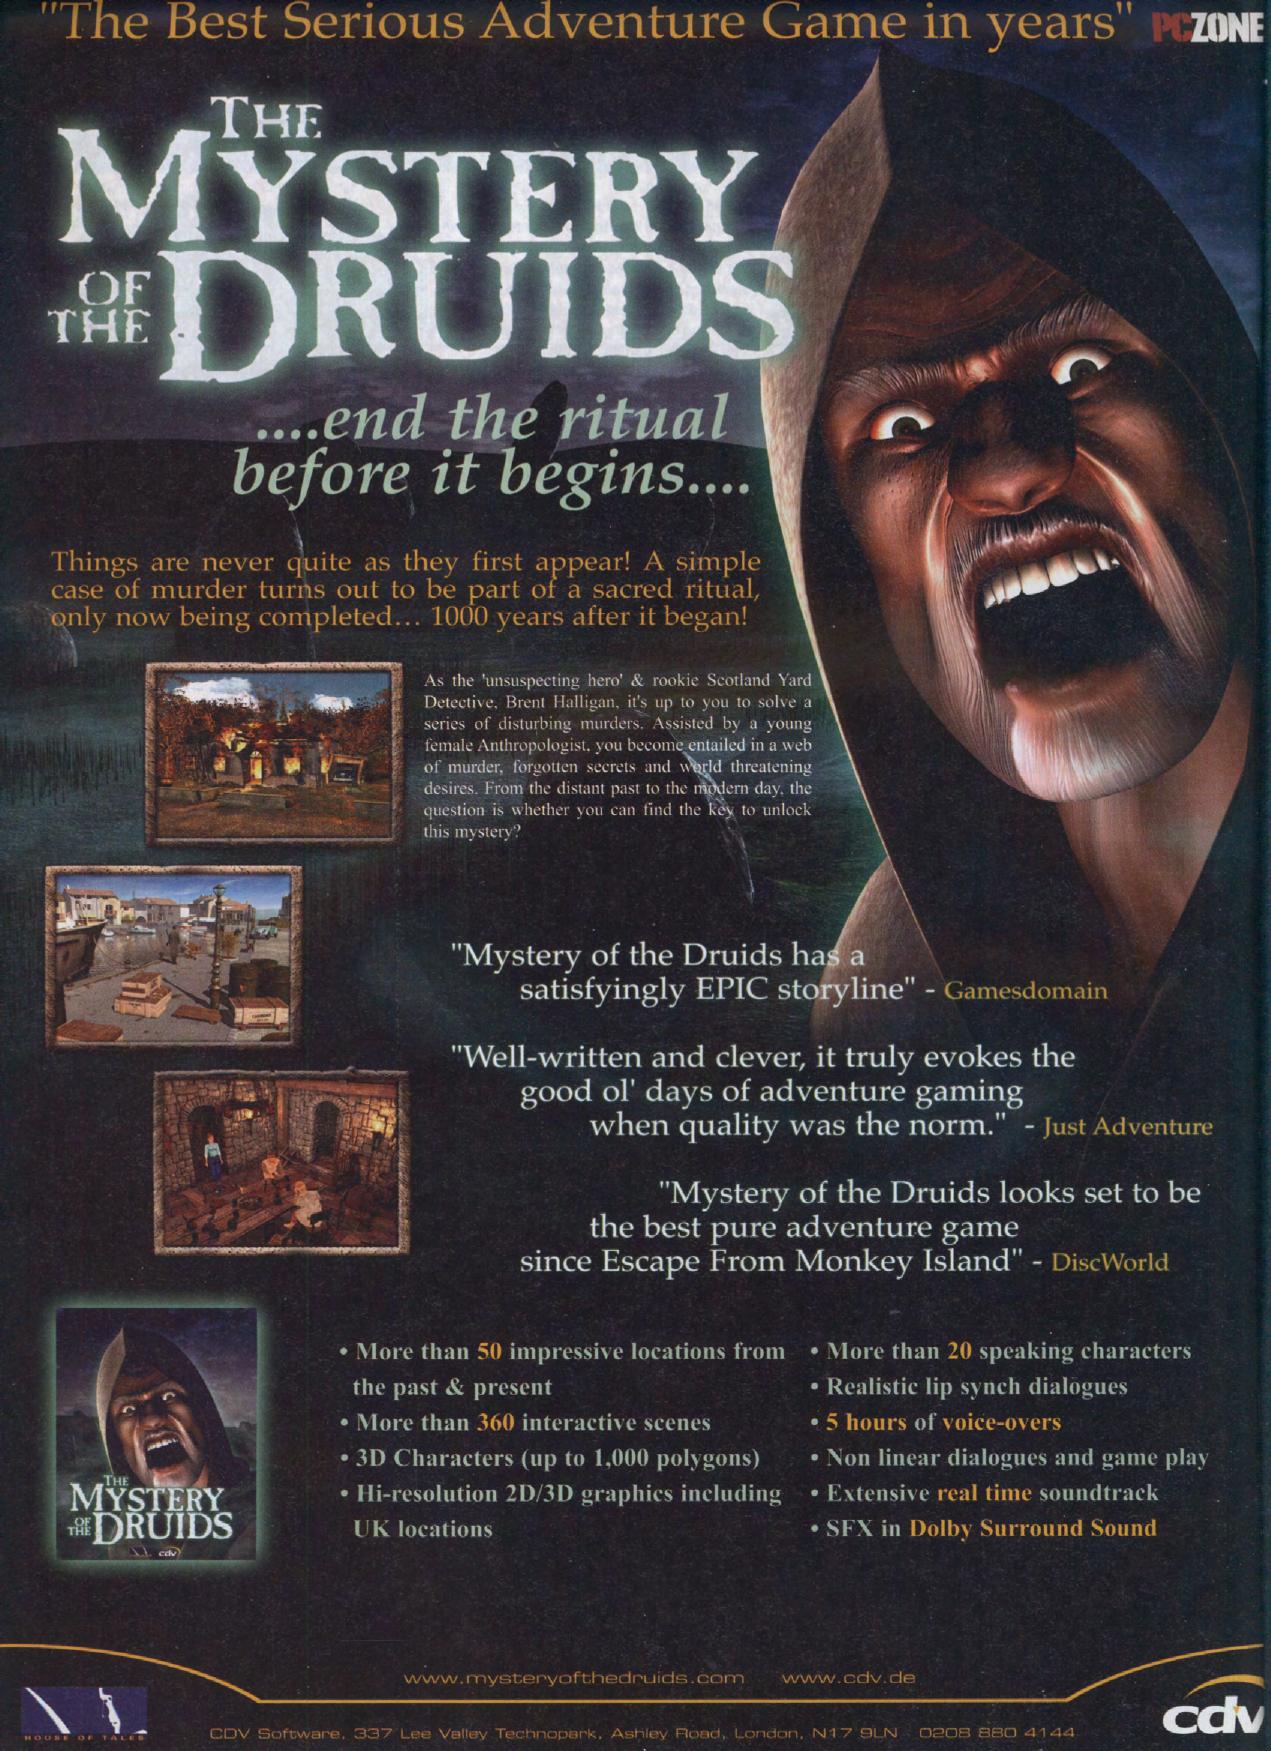 "The Best Serious Adventure Game in years" PCZONE
THE
MYSTERY
OF THE DRUIDS
....end the ritual
before it begins....
Things are never quite as they first appear! A simple
case of murder turns out to be part of a sacred ritual,
only now being completed... 1000 years after it began!
As the 'unsuspecting hero' & rookie Scotland Yard
Detective, Brent Halligan, it's up to you to solve a
series of disturbing murders. Assisted by a young
female Anthropologist, you become entailed in a web
of murder, forgotten secrets and world threatening
desires. From the distant past to the modern day, the
question is whether you can find the key to unlock
this mystery?
"Mystery of the Druids has a
satisfyingly EPIC storyline" - Gamesdomain
"Well-written and clever, it truly evokes the
good ol' days of adventure gaming
when quality was the norm." - Just Adventure
"Mystery of the Druids looks set to be
the best pure adventure game
since Escape From Monkey Island" - DiscWorld
THE
MYSTERY
OF THE DRUIDS
cdv
• More than 50 impressive locations from
the past & present
• More than 360 interactive scenes
• 3D Characters (up to 1,000 polygons)
• Hi-resolution 2D/3D graphics including
UK locations
• More than 20 speaking characters
• Realistic lip synch dialogues
• 5 hours of voice-overs
• Non linear dialogues and game play
• Extensive real time soundtrack
• SFX in Dolby Surround Sound
www.mysteryofthedruids.com www.cdv.de
HOUSE OF TALES
CDV Software, 337 Lee Valley Technopark, Ashley Road, London, N17 9LN 0208 880 4144
cdv